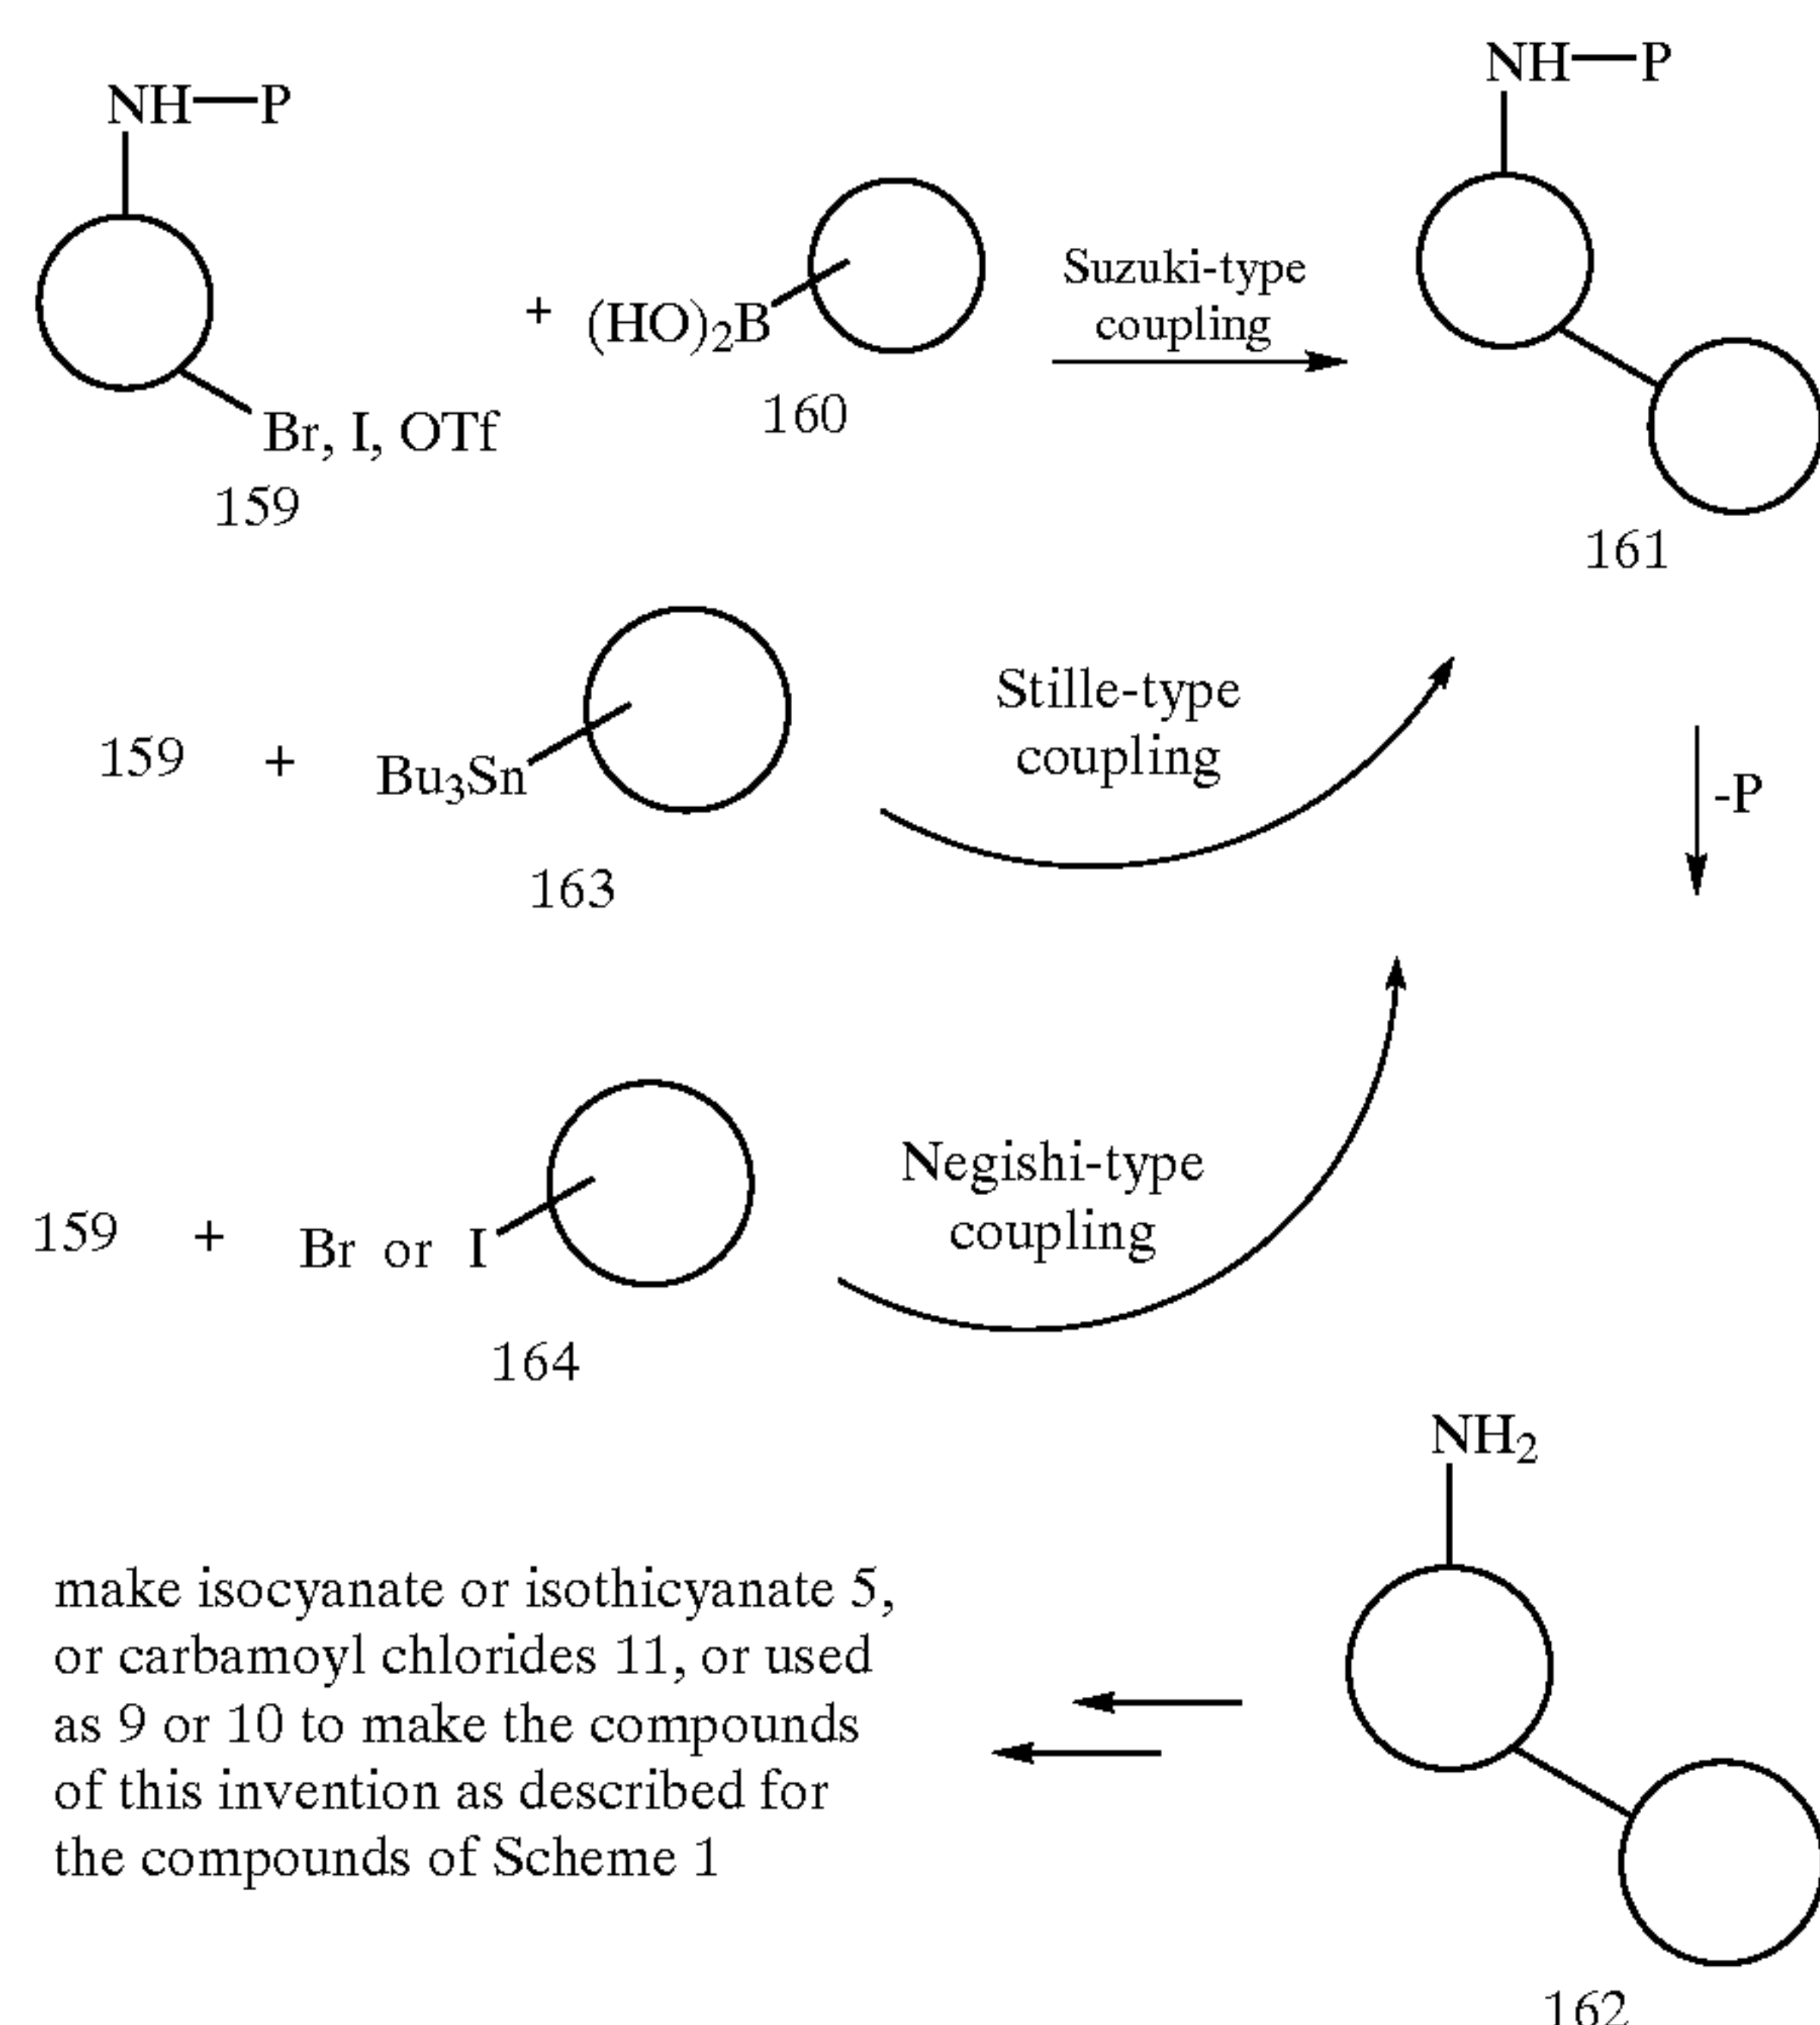 NH—P
Br, I, OTf
159
+
(HO)₂B
160
Suzuki-type
coupling
NH—P
161
159 + Bu₃Sn
163
Stille-type
coupling
-P
159 + Br or I
164
Negishi-type
coupling
NH₂
162
make isocyanate or isothicyanate 5,
or carbamoyl chlorides 11, or used
as 9 or 10 to make the compounds
of this invention as described for
the compounds of Scheme 1